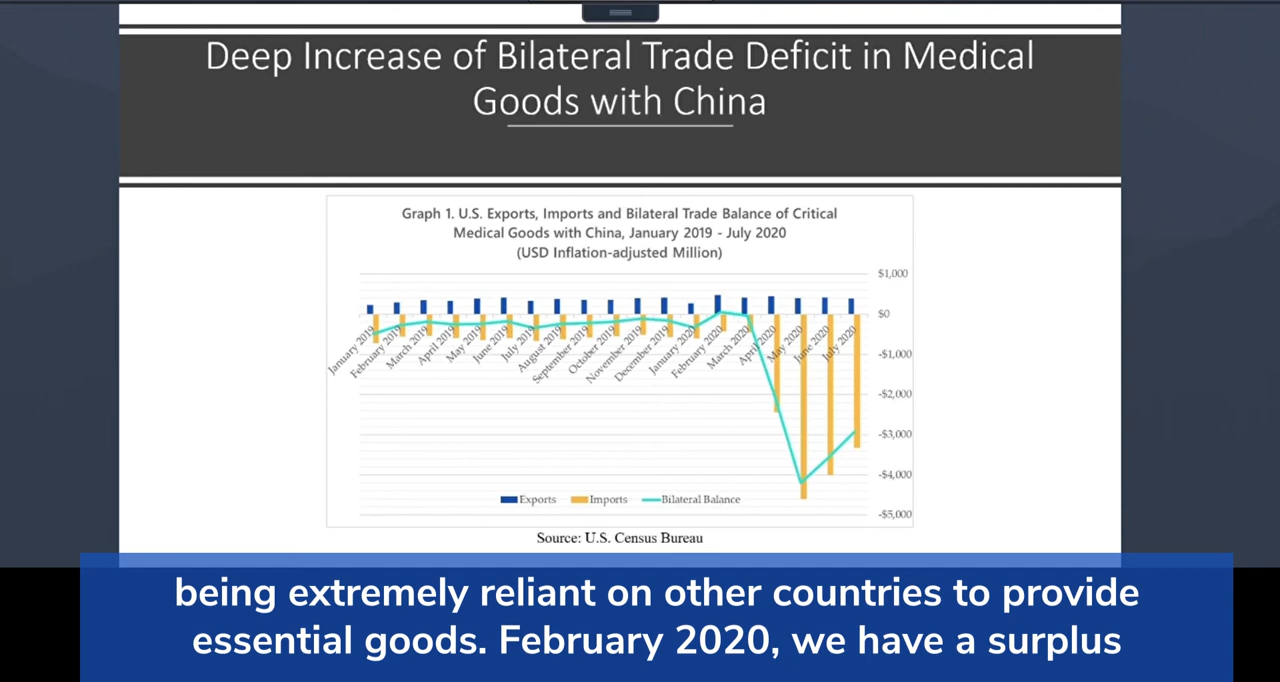 Deep Increase of Bilateral Trade Deficit in Medical
Goods with China
Graph 1. U.S. Exports, Imports and Bilateral Trade Balance of Critical
Medical Goods with China, January 2019 - July 2020
(USD Inflation-adjusted Million)
$1,000
$0
-$1,000
-$2,000
-$3,000
-$4,000
-$5,000
January 2019
February 2019
March 2019
April 2019
May 2019
June 2019
July 2019
August 2019
September 2019
October 2019
November 2019
December 2019
January 2020
February 2020
March 2020
April 2020
May 2020
June 2020
July 2020
Exports Imports Bilateral Balance
Source: U.S. Census Bureau
being extremely reliant on other countries to provide
essential goods. February 2020, we have a surplus